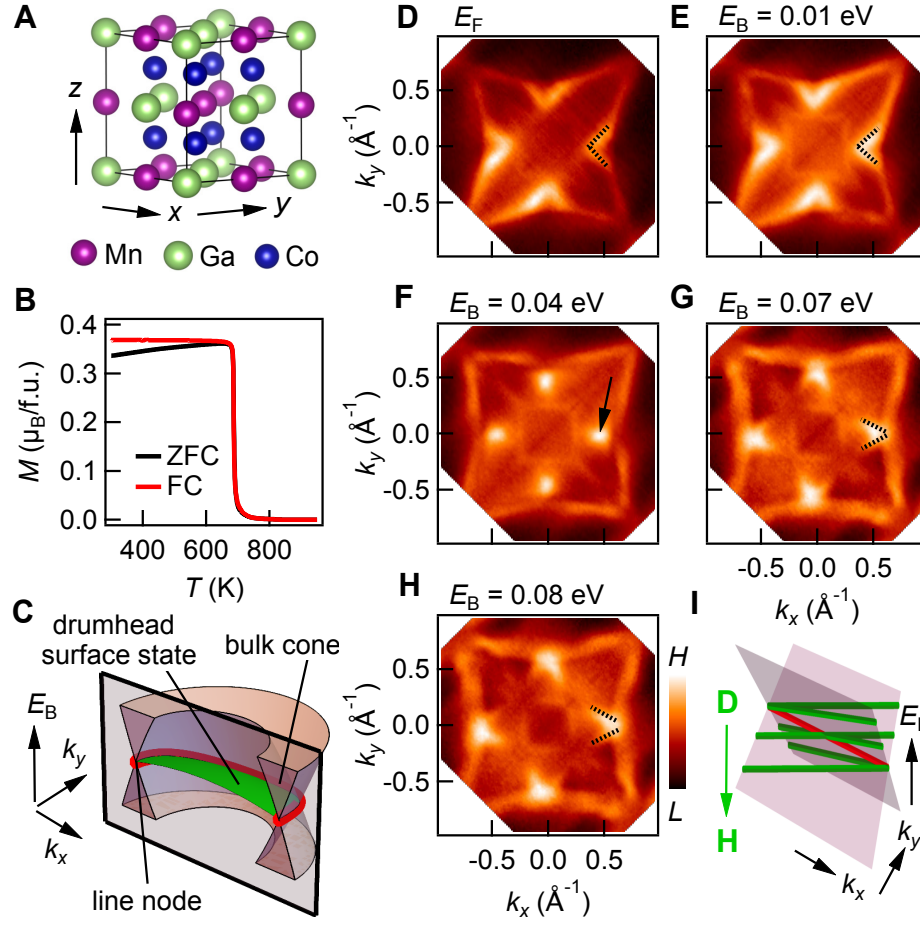 A
z
x
y
Mn Ga Co
B
M (μB/f.u.)
0.4
0.3
0.2
0.1
0.0
ZFC
FC
400 600 800
T (K)
C
drumhead
surface state
bulk cone
EB
ky
kx
line node
D EF
ky (Å-1)
0.5
0.0
-0.5
E EB = 0.01 eV
F EB = 0.04 eV
ky (Å-1)
0.5
0.0
-0.5
G EB = 0.07 eV
-0.5 0.0 0.5
kx (Å-1)
H EB = 0.08 eV
ky (Å-1)
0.5
0.0
-0.5
-0.5 0.0 0.5
kx (Å-1)
H
L
I
D
H
ky
kx